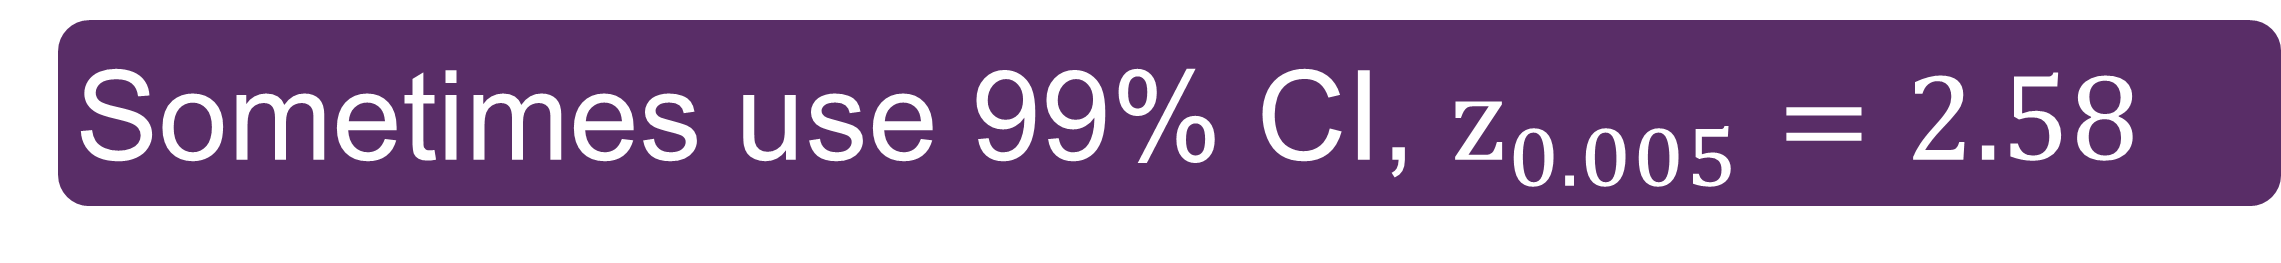 Sometimes use 99% CI, z₀.₀₀₅ = 2.58